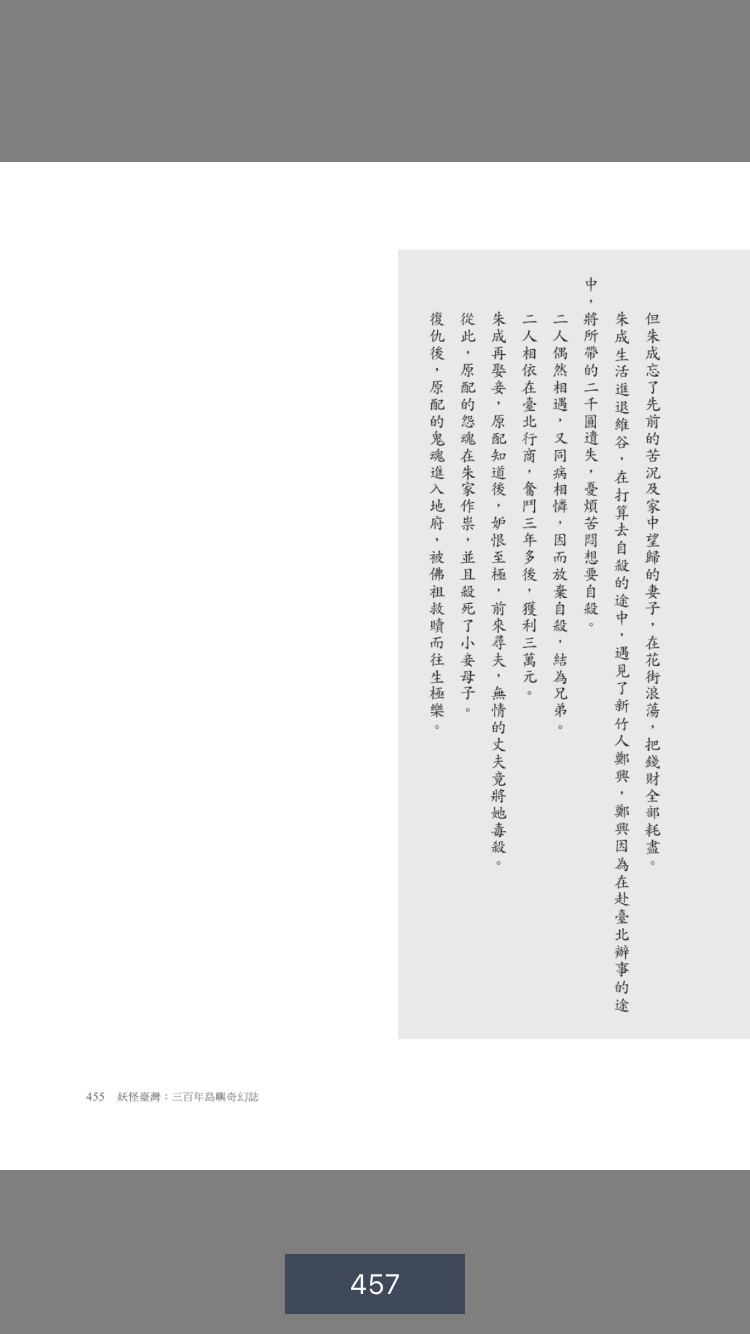 但朱成忘了先前的苦況及家中望歸的妻子，在花街浪蕩，把錢財全部耗盡。
朱成生活進退維谷，在打算去自殺的途中，遇見了新竹人鄭興，鄭興因為在赴臺北辦事的途
中，將所帶的二千圓遺失，憂煩苦悶想要自殺。
二人偶然相遇，又同病相憐，因而放棄自殺，結為兄弟。
二人相依在臺北行商，奮鬥三年多後，獲利三萬元。
朱成再娶妾，原配知道後，妒恨至極，前來尋夫，無情的丈夫竟將她毒殺。
從此，原配的怨魂在朱家作祟，並且殺死了小妾母子。
復仇後，原配的鬼魂進入地府，被佛祖救贖而往生極樂。
455 妖怪臺灣：三百年島嶼奇幻誌
457